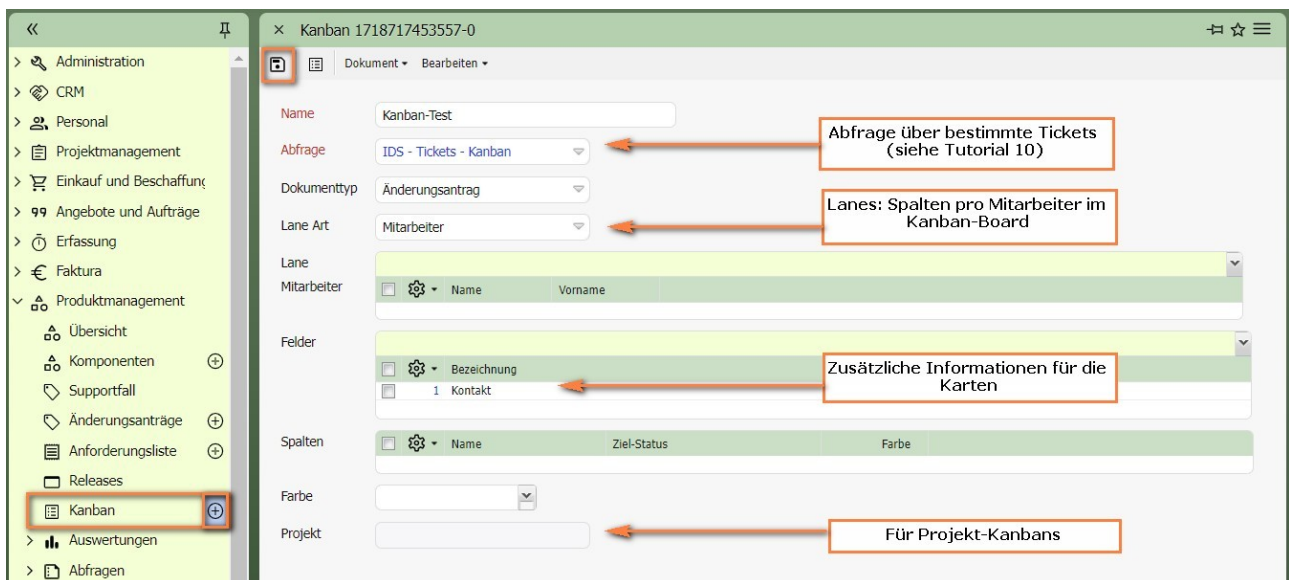 Kanban 1718717453557-0
Administration
CRM
Personal
Projektmanagement
Einkauf und Beschaffung
99 Angebote und Aufträge
Erfassung
Faktura
Produktmanagement
Übersicht
Komponenten
Supportfall
Änderungsanträge
Anforderungsliste
Releases
Kanban
Auswertungen
Abfragen
Dokument Bearbeiten
Name Kanban-Test
Abfrage IDS - Tickets - Kanban
Abfrage über bestimmte Tickets
(siehe Tutorial 10)
Dokumenttyp Änderungsantrag
Lane Art Mitarbeiter
Lanes: Spalten pro Mitarbeiter im
Kanban-Board
Lane
Mitarbeiter Name Vorname
Felder
Bezeichnung
1 Kontakt
Zusätzliche Informationen für die
Karten
Spalten Name Ziel-Status Farbe
Farbe
Projekt
Für Projekt-Kanbans